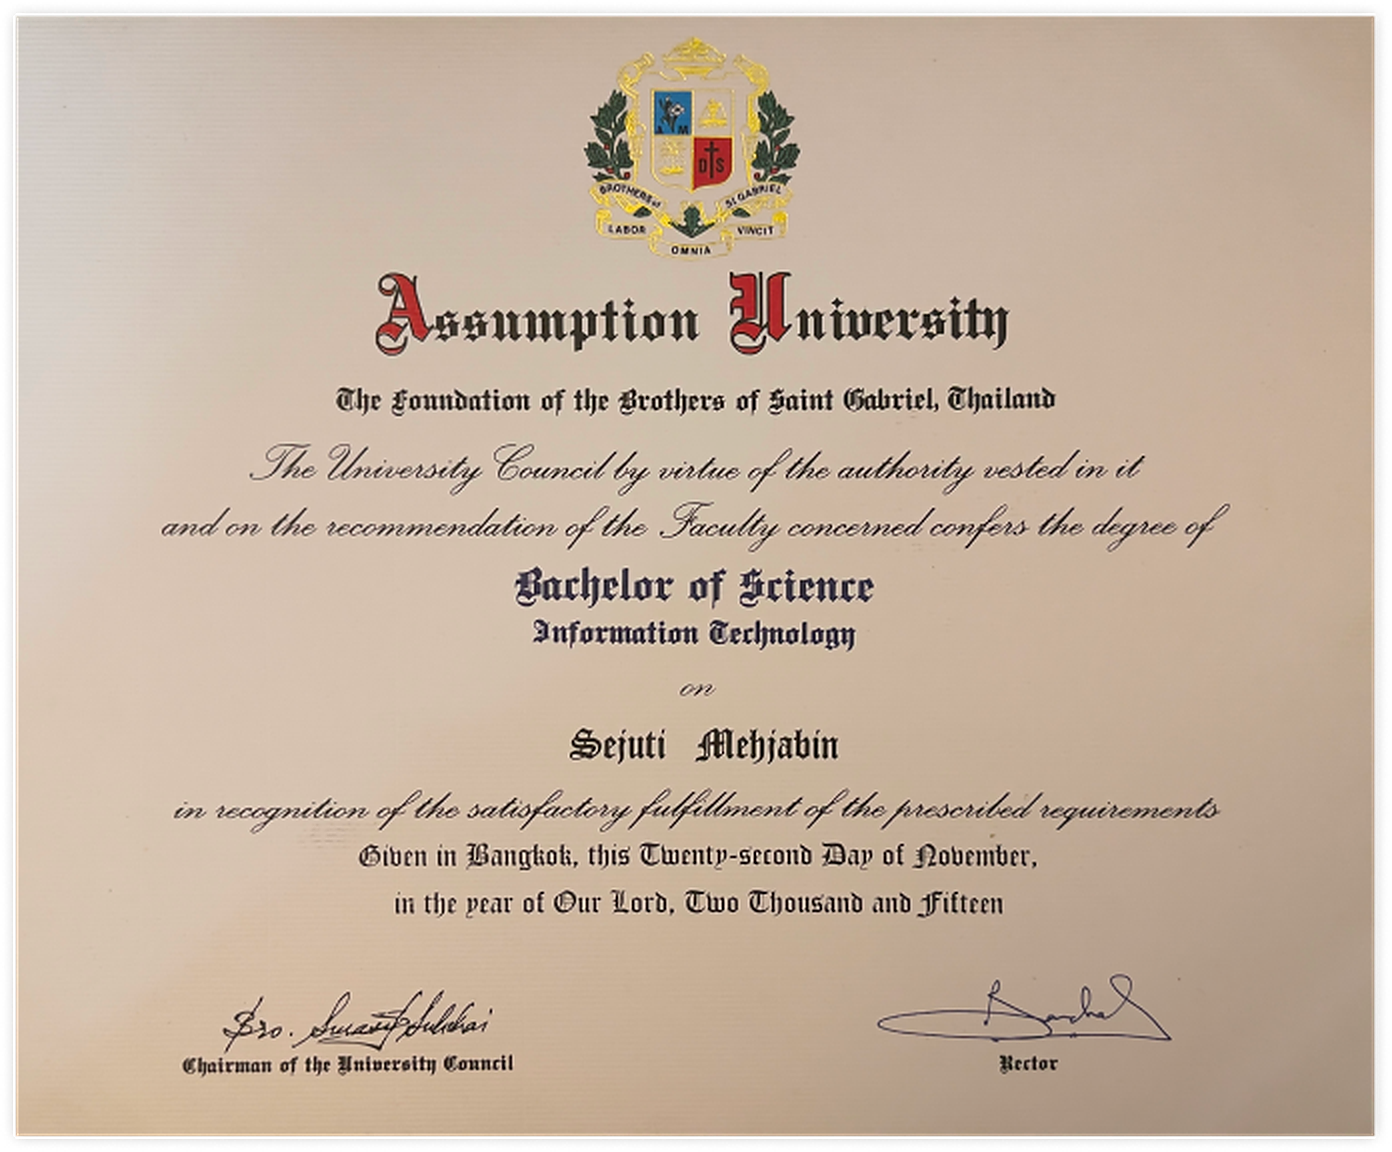 A M
D S
BROTHERS of ST GABRIEL
LABOR OMNIA VINCIT
Assumption University
The Foundation of the Brothers of Saint Gabriel, Thailand
The University Council by virtue of the authority vested in it
and on the recommendation of the Faculty concerned confers the degree of
Bachelor of Science
Information Technology
on
Sejuti Mehjabin
in recognition of the satisfactory fulfillment of the prescribed requirements
Given in Bangkok, this Twenty-second Day of November,
in the year of Our Lord, Two Thousand and Fifteen
Bro.
Chairman of the University Council
Rector